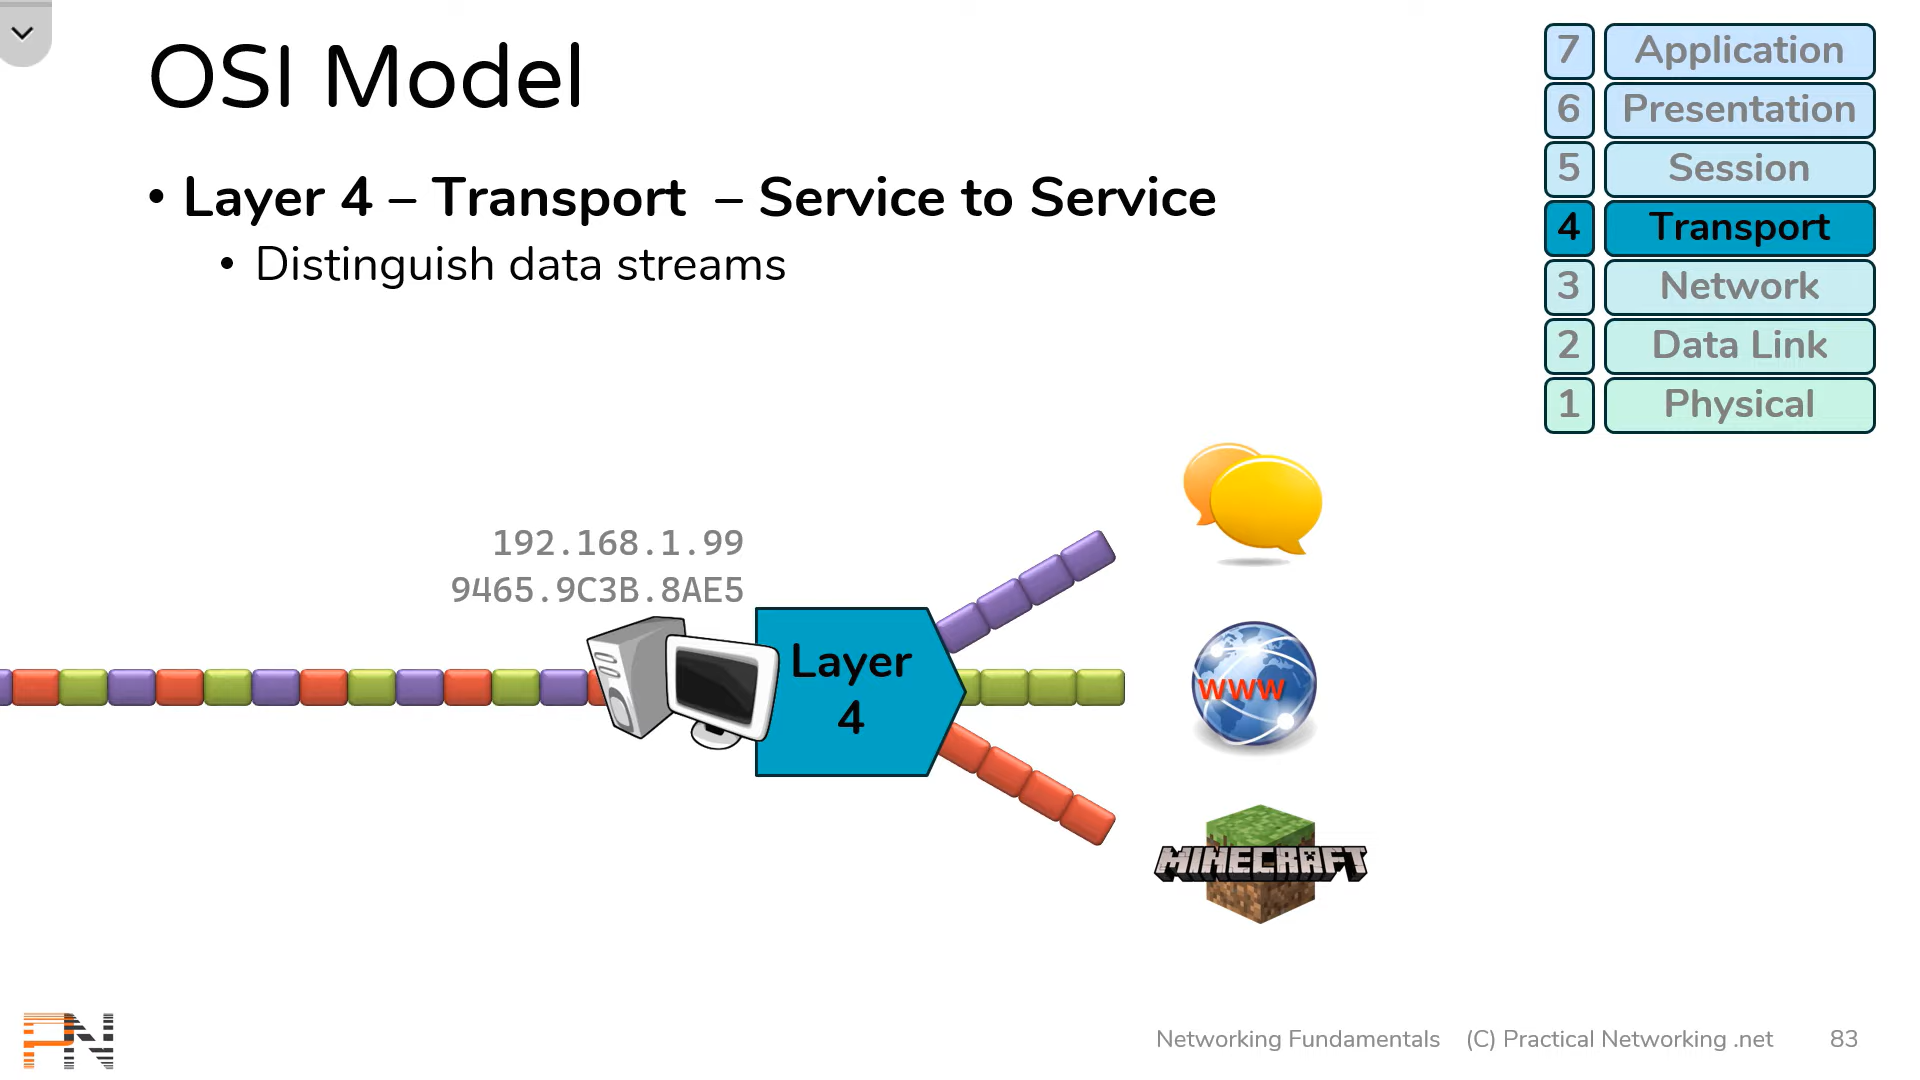 OSI Model
• Layer 4 – Transport – Service to Service
• Distinguish data streams
7 Application
6 Presentation
5 Session
4 Transport
3 Network
2 Data Link
1 Physical
192.168.1.99
9465.9C3B.8AE5
Layer
4
www
MINECRAFT
PN
Networking Fundamentals (C) Practical Networking .net 83